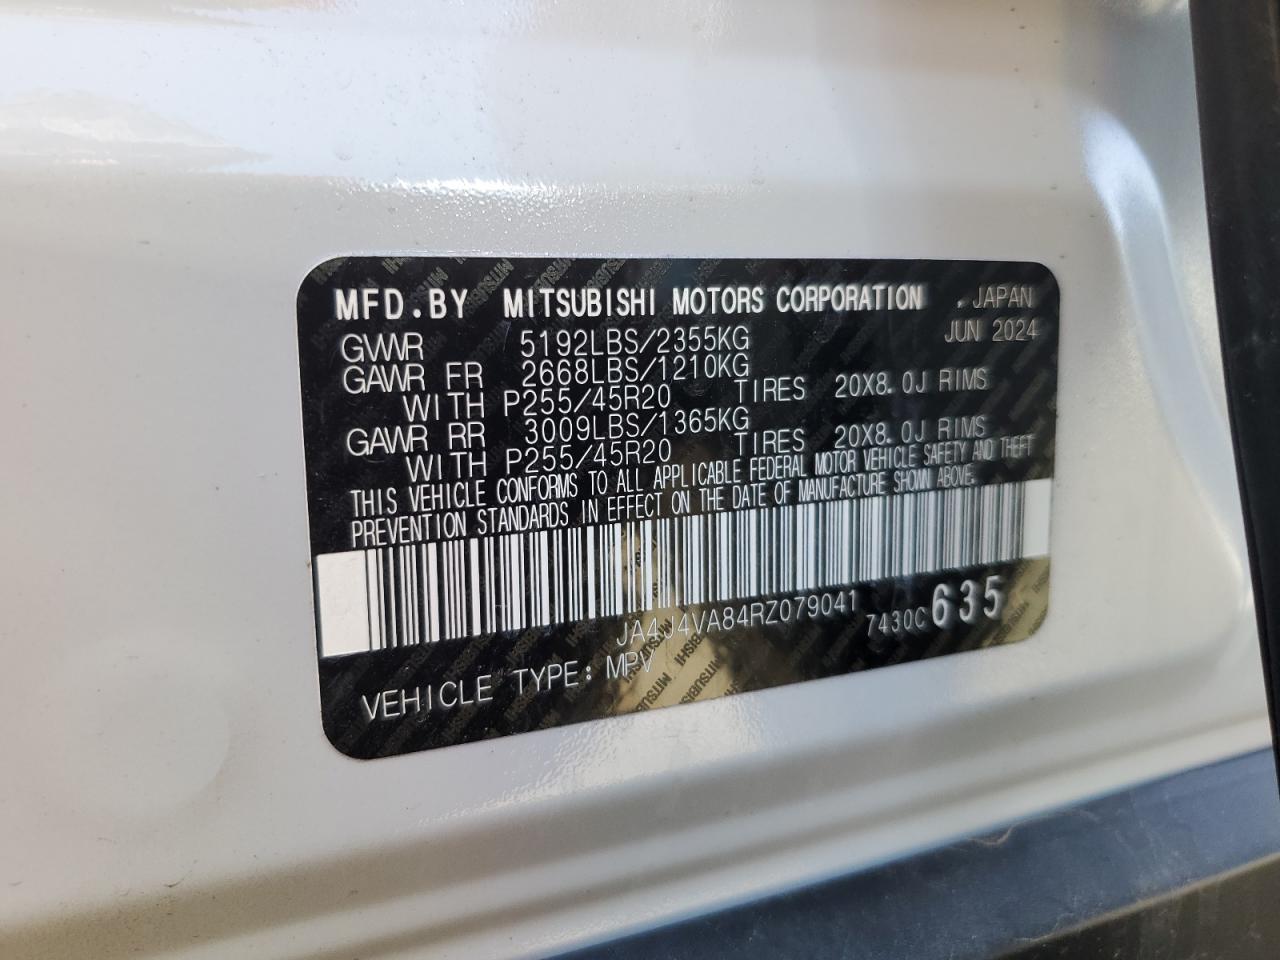 MFD.BY MITSUBISHI MOTORS CORPORATION . JAPAN
JUN 2024
GVWR 5192LBS/2355KG
GAWR FR 2668LBS/1210KG
WITH P255/45R20 TIRES 20X8.0J RIMS
GAWR RR 3009LBS/1365KG
WITH P255/45R20 TIRES 20X8.0J RIMS
THIS VEHICLE CONFORMS TO ALL APPLICABLE FEDERAL MOTOR VEHICLE SAFETY AND THEFT
PREVENTION STANDARDS IN EFFECT ON THE DATE OF MANUFACTURE SHOWN ABOVE.
JA4J4VA84RZ079041 7430C 635
VEHICLE TYPE: MPV